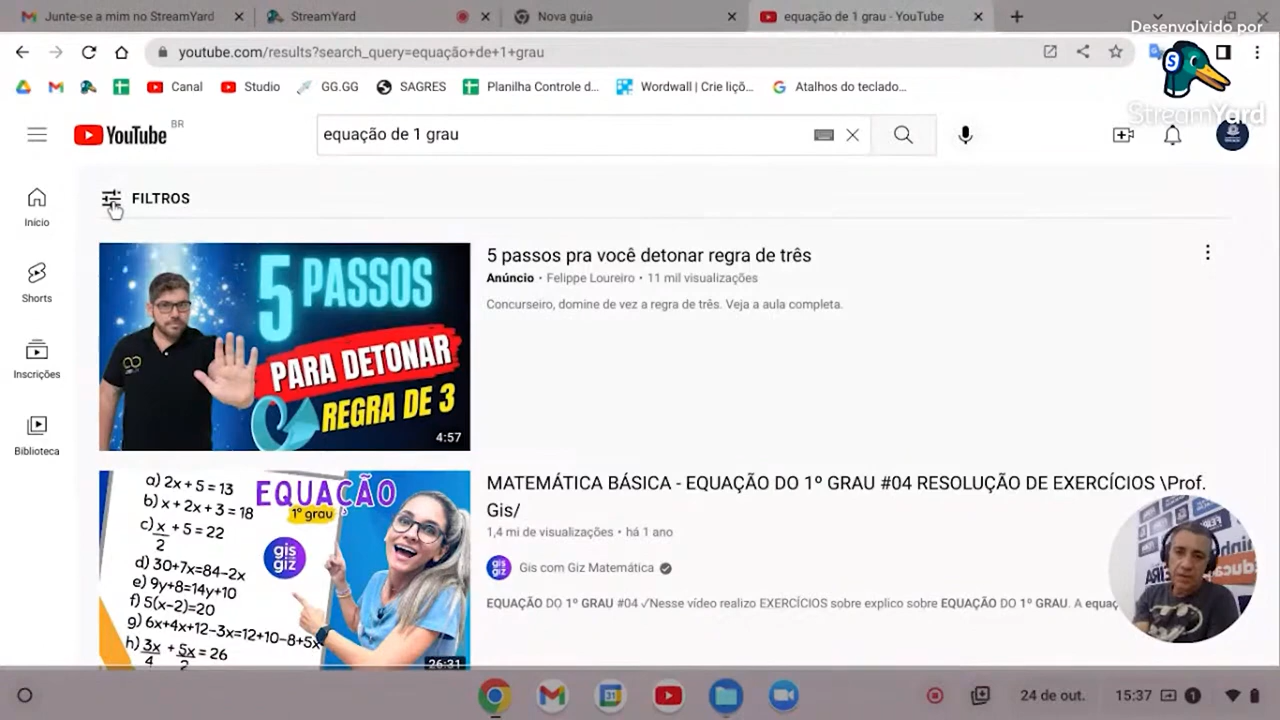 Junte-se a mim no StreamYard
StreamYard
Nova guia
equação de 1 grau - YouTube
Desenvolvido por
StreamYard
youtube.com/results?search_query=equação+de+1+grau
Canal
Studio
GG.GG
SAGRES
Planilha Controle d...
Wordwall | Crie liçõ...
Atalhos do teclado...
YouTube BR
equação de 1 grau
FILTROS
Início
Shorts
Inscrições
Biblioteca
5 PASSOS
PARA DETONAR
REGRA DE 3
4:57
5 passos pra você detonar regra de três
Anúncio • Felippe Loureiro • 11 mil visualizações
Concurseiro, domine de vez a regra de três. Veja a aula completa.
EQUAÇÃO
1º grau
gis
giz
a) 2x + 5 = 13
b) x + 2x + 3 = 18
c) x/2 + 5 = 22
d) 30+7x=84-2x
e) 9y+8=14y+10
f) 5(x-2)=20
g) 6x+4x+12-3x=12+10-8+5x
h) 3x/4 + 5x/2 = 26
26:31
MATEMÁTICA BÁSICA - EQUAÇÃO DO 1º GRAU #04 RESOLUÇÃO DE EXERCÍCIOS \Prof.
Gis/
1,4 mi de visualizações • há 1 ano
gis
giz
Gis com Giz Matemática
EQUAÇÃO DO 1º GRAU #04 ✓Nesse vídeo realizo EXERCÍCIOS sobre explico sobre EQUAÇÃO DO 1º GRAU. A equaç
31
24 de out.
15:37
1